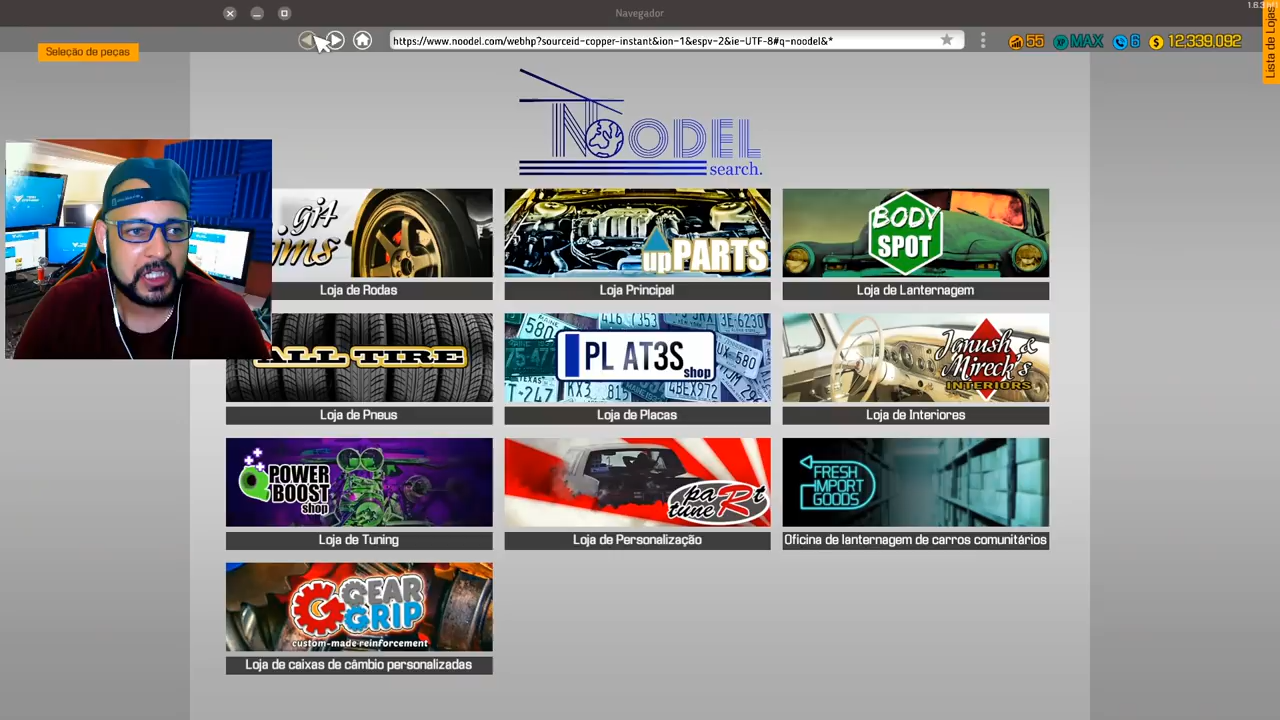 Navegador
1.6.3
Seleção de peças
https://www.noodel.com/webhp?sourceid-copper-instant&ion-1&espv-2&ie-UTF-8#q-noodel&*
55
MAX
6
12,339,092
Lista de Lojas
NOODEL
search.
Loja de Rodas
upPARTS
Loja Principal
BODY
SPOT
Loja de Lanternagem
ALL TIRE
Loja de Pneus
PL AT3S
shop
Loja de Placas
Janush &
Mireck's
INTERIORS
Loja de Interiores
POWER
BOOST
shop
Loja de Tuning
paRt
tune
Loja de Personalização
FRESH
IMPORT
GOODS
Oficina de lanternagem de carros comunitários
GEAR
GRIP
custom-made reinforcement
Loja de caixas de câmbio personalizadas